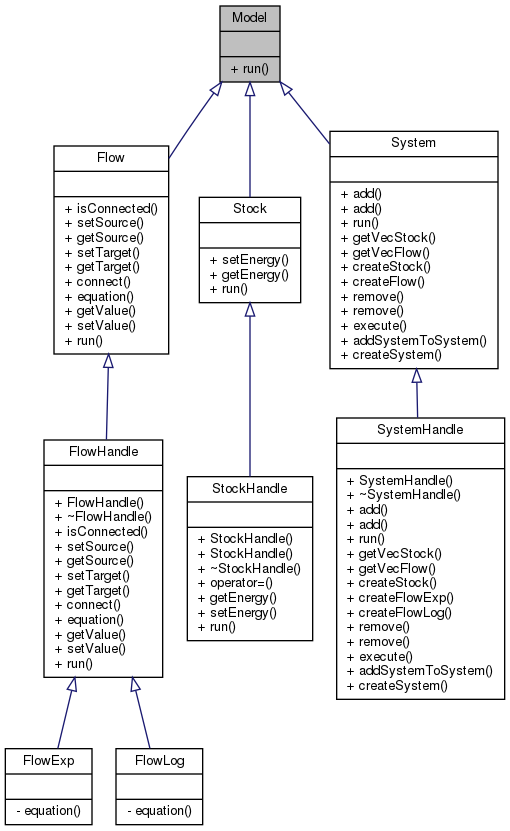 Model
+ run()
Flow
+ isConnected()
+ setSource()
+ getSource()
+ setTarget()
+ getTarget()
+ connect()
+ equation()
+ getValue()
+ setValue()
+ run()
Stock
+ setEnergy()
+ getEnergy()
+ run()
System
+ add()
+ add()
+ run()
+ getVecStock()
+ getVecFlow()
+ createStock()
+ createFlow()
+ remove()
+ remove()
+ execute()
+ addSystemToSystem()
+ createSystem()
FlowHandle
+ FlowHandle()
+ ~FlowHandle()
+ isConnected()
+ setSource()
+ getSource()
+ setTarget()
+ getTarget()
+ connect()
+ equation()
+ getValue()
+ setValue()
+ run()
StockHandle
+ StockHandle()
+ StockHandle()
+ ~StockHandle()
+ operator=()
+ getEnergy()
+ setEnergy()
+ run()
SystemHandle
+ SystemHandle()
+ ~SystemHandle()
+ add()
+ add()
+ run()
+ getVecStock()
+ getVecFlow()
+ createStock()
+ createFlowExp()
+ createFlowLog()
+ remove()
+ remove()
+ execute()
+ addSystemToSystem()
+ createSystem()
FlowExp
- equation()
FlowLog
- equation()